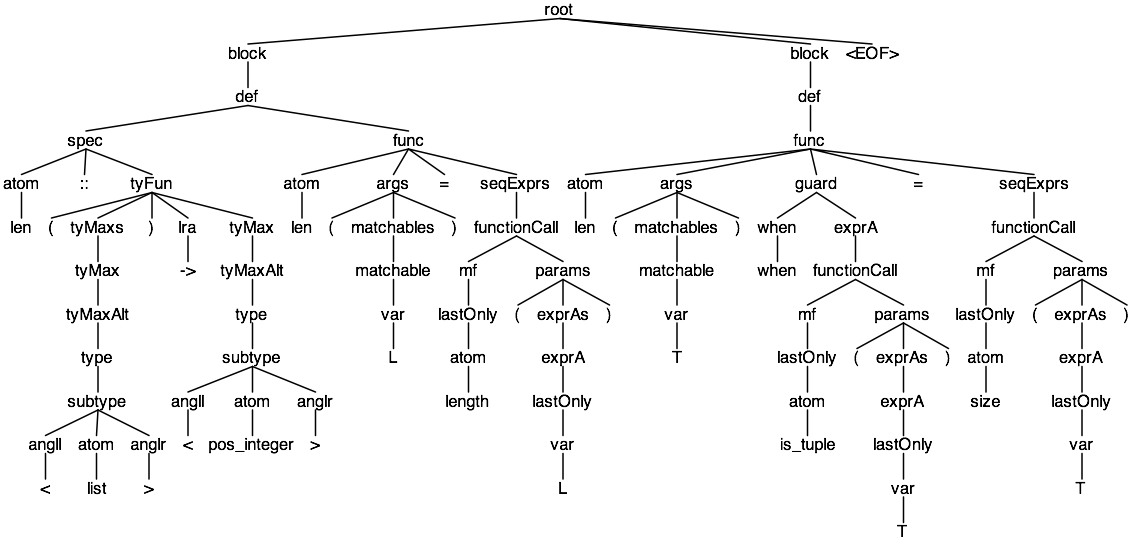 root
block block <EOF>
def def
spec func func
atom :: tyFun atom args = seqExprs atom args guard = seqExprs
len ( tyMaxs ) lra tyMax len ( matchables ) functionCall len ( matchables ) when exprA functionCall
tyMax -> tyMaxAlt matchable mf params matchable when functionCall mf params
tyMaxAlt type var lastOnly ( exprAs ) var mf params lastOnly ( exprAs )
type subtype L atom exprA T lastOnly ( exprAs ) atom exprA
subtype angll atom anglr length lastOnly atom exprA size lastOnly
angll atom anglr < pos_integer > var is_tuple lastOnly var
< list > L var T
T